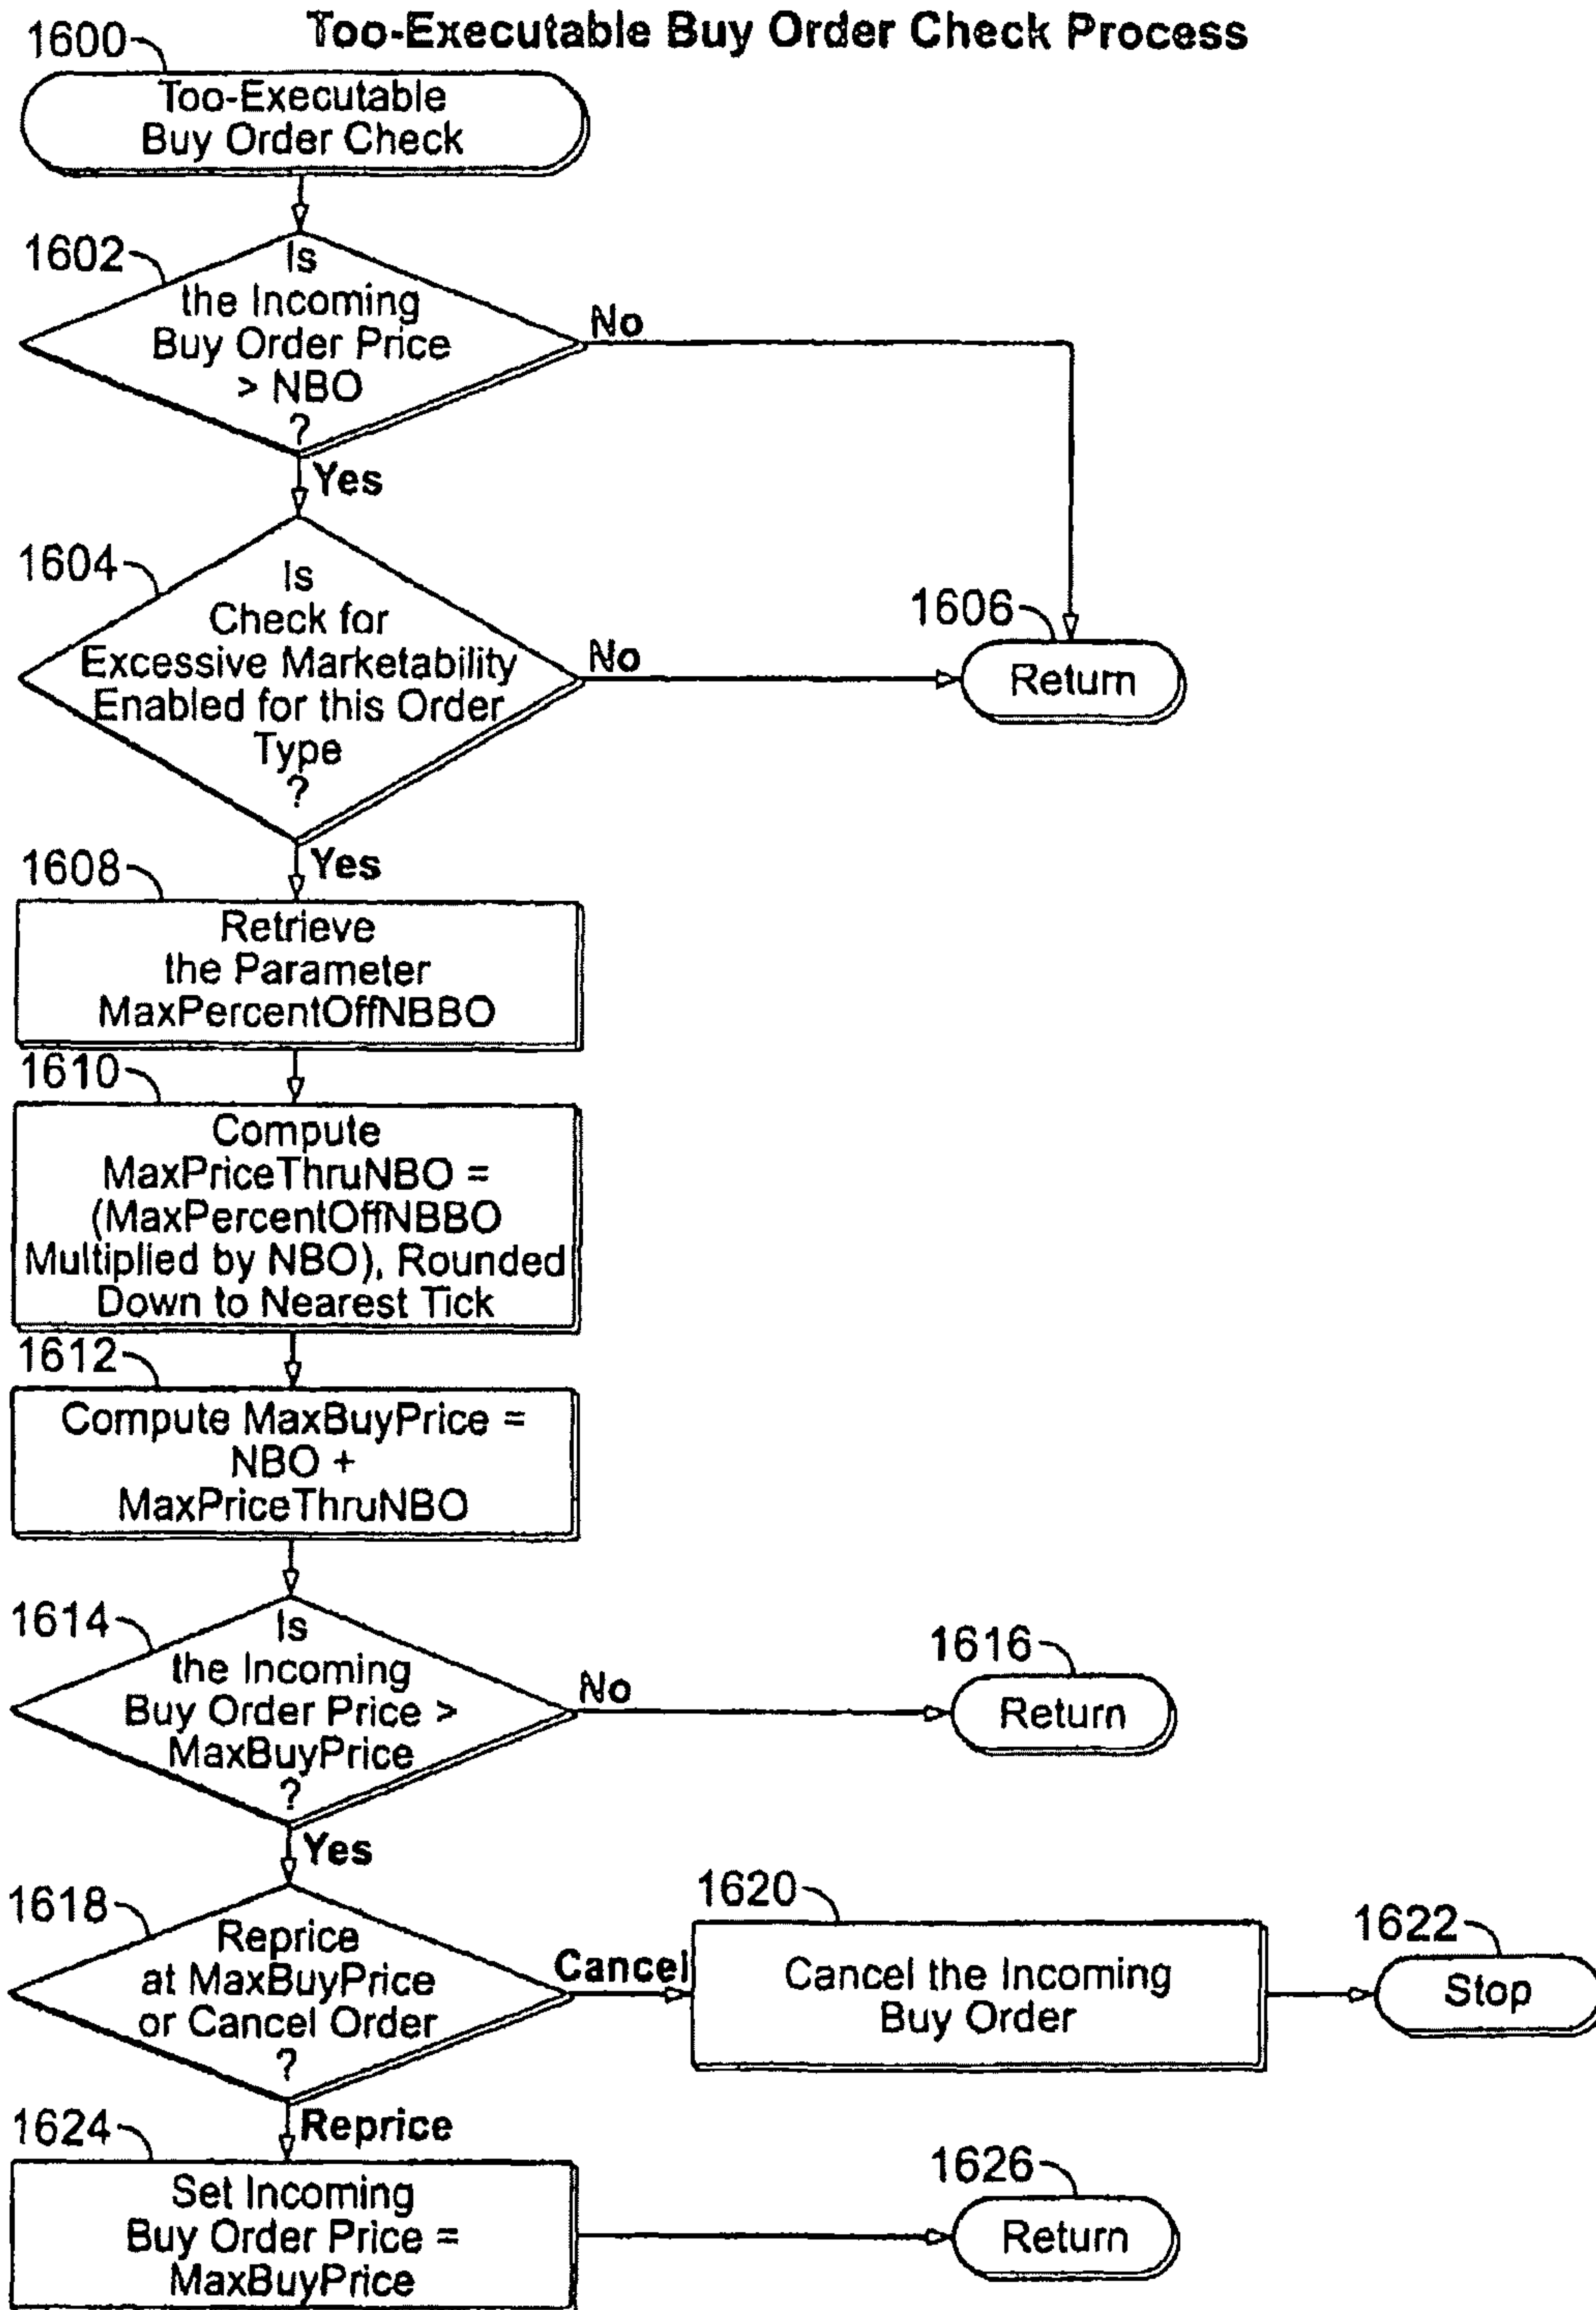 Too-Executable Buy Order Check Process
1600
Too-Executable
Buy Order Check
1602
Is
the Incoming
Buy Order Price
> NBO
?
No
Yes
1604
Is
Check for
Excessive Marketability
Enabled for this Order
Type
?
No
1606
Return
Yes
1608
Retrieve
the Parameter
MaxPercentOffNBBO
1610
Compute
MaxPriceThruNBO =
(MaxPercentOffNBBO
Multiplied by NBO), Rounded
Down to Nearest Tick
1612
Compute MaxBuyPrice =
NBO +
MaxPriceThruNBO
1614
Is
the Incoming
Buy Order Price >
MaxBuyPrice
?
No
1616
Return
Yes
1618
Reprice
at MaxBuyPrice
or Cancel Order
?
Cancel
1620
Cancel the Incoming
Buy Order
1622
Stop
Reprice
1624
Set Incoming
Buy Order Price =
MaxBuyPrice
1626
Return